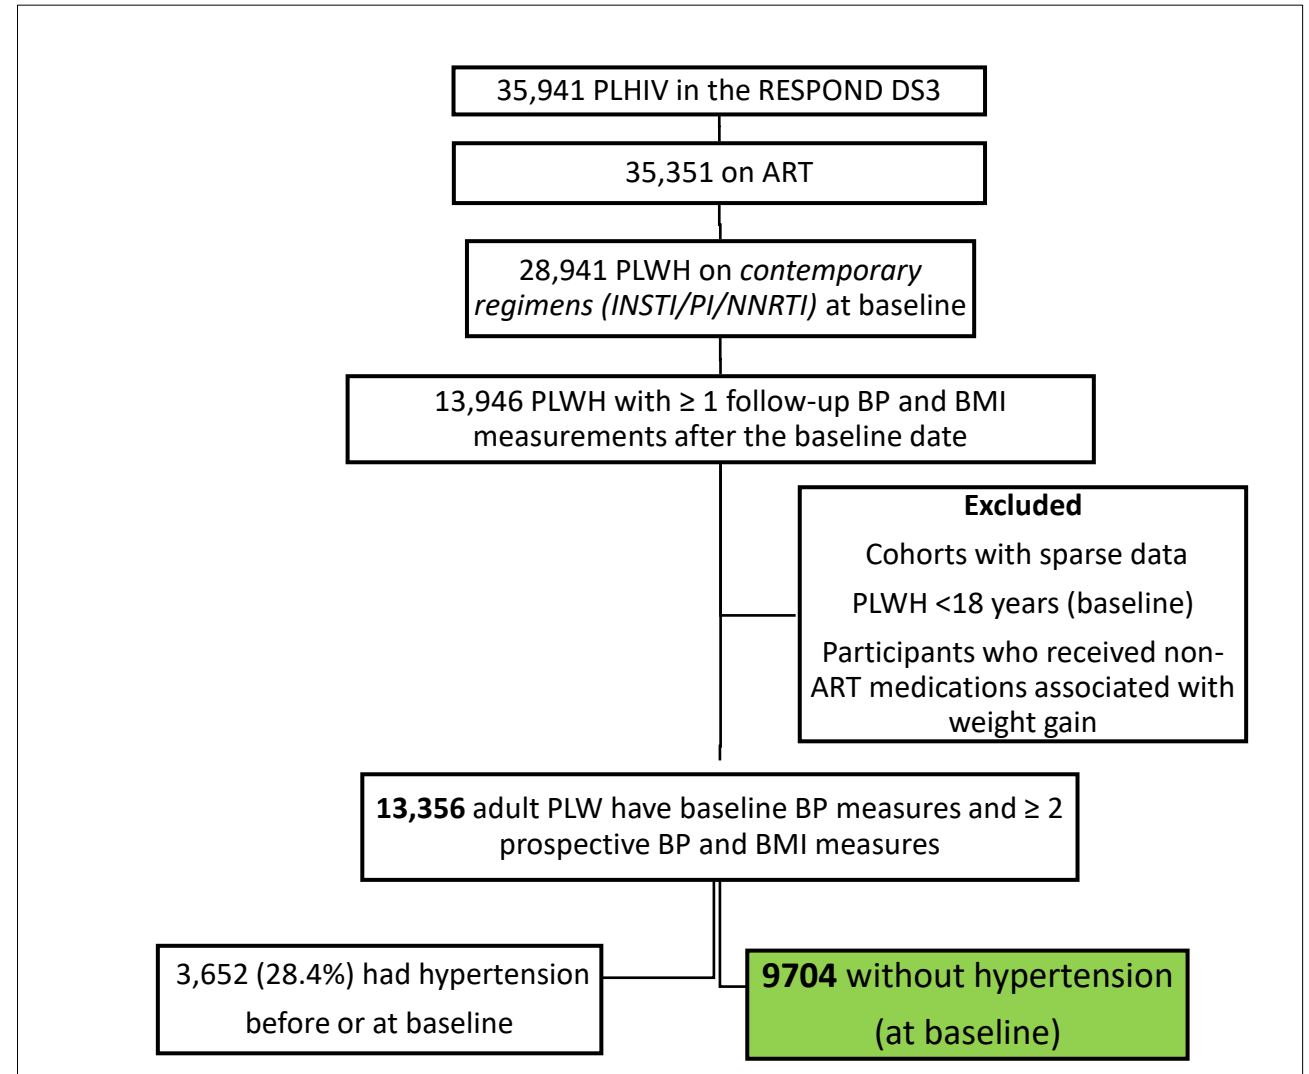 35,941 PLHIV in the RESPOND DS3
35,351 on ART
28,941 PLWH on contemporary
regimens (INSTI/PI/NNRTI) at baseline
13,946 PLWH with ≥ 1 follow-up BP and BMI
measurements after the baseline date
Excluded
Cohorts with sparse data
PLWH <18 years (baseline)
Participants who received non-
ART medications associated with
weight gain
13,356 adult PLW have baseline BP measures and ≥ 2
prospective BP and BMI measures
3,652 (28.4%) had hypertension
before or at baseline
9704 without hypertension
(at baseline)